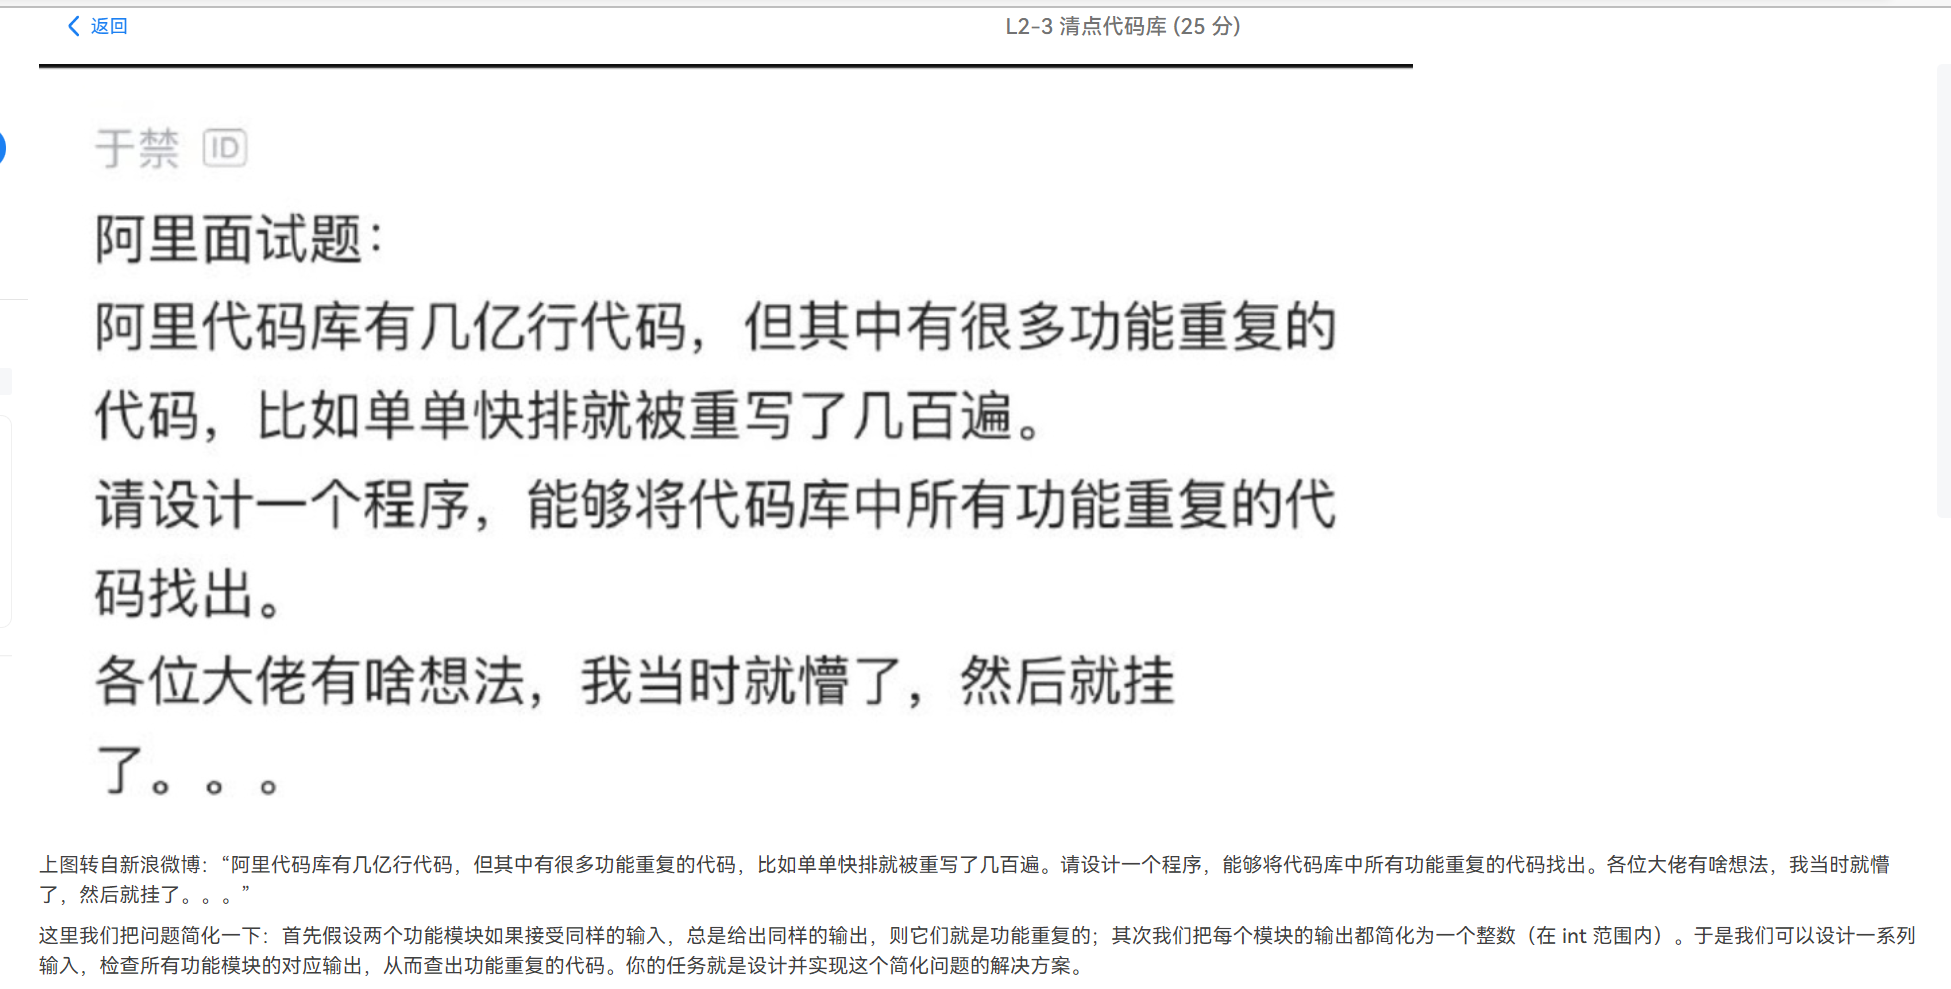 返回
L2-3 清点代码库 (25 分)
于禁 ID
阿里面试题：
阿里代码库有几亿行代码，但其中有很多功能重复的
代码，比如单单快排就被重写了几百遍。
请设计一个程序，能够将代码库中所有功能重复的代
码找出。
各位大佬有啥想法，我当时就懵了，然后就挂
了。。。
上图转自新浪微博：“阿里代码库有几亿行代码，但其中有很多功能重复的代码，比如单单快排就被重写了几百遍。请设计一个程序，能够将代码库中所有功能重复的代码找出。各位大佬有啥想法，我当时就懵
了，然后就挂了。。。”
这里我们把问题简化一下：首先假设两个功能模块如果接受同样的输入，总是给出同样的输出，则它们就是功能重复的；其次我们把每个模块的输出都简化为一个整数（在 int 范围内）。于是我们可以设计一系列
输入，检查所有功能模块的对应输出，从而查出功能重复的代码。你的任务就是设计并实现这个简化问题的解决方案。